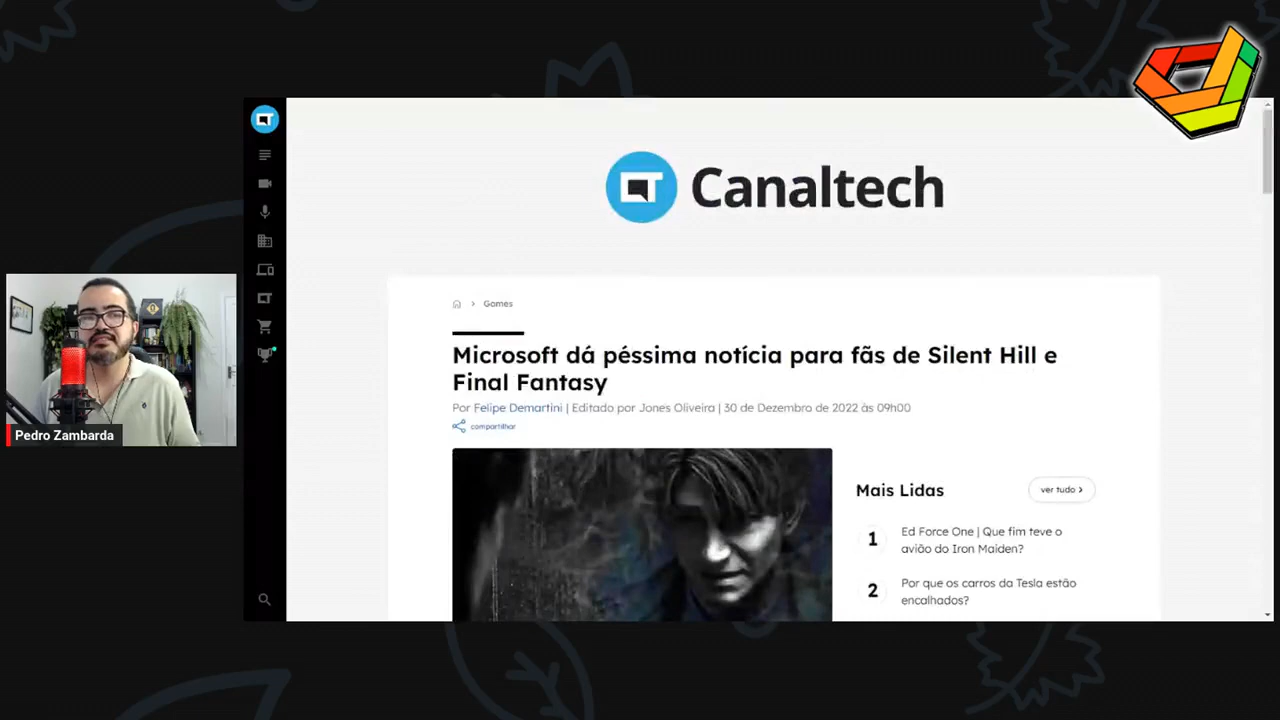 Canaltech
Games
Microsoft dá péssima notícia para fãs de Silent Hill e
Final Fantasy
Por Felipe Demartini | Editado por Jones Oliveira | 30 de Dezembro de 2022 às 09h00
compartilhar
Mais Lidas
ver tudo
1
Ed Force One | Que fim teve o
avião do Iron Maiden?
2
Por que os carros da Tesla estão
encalhados?
Pedro Zambarda